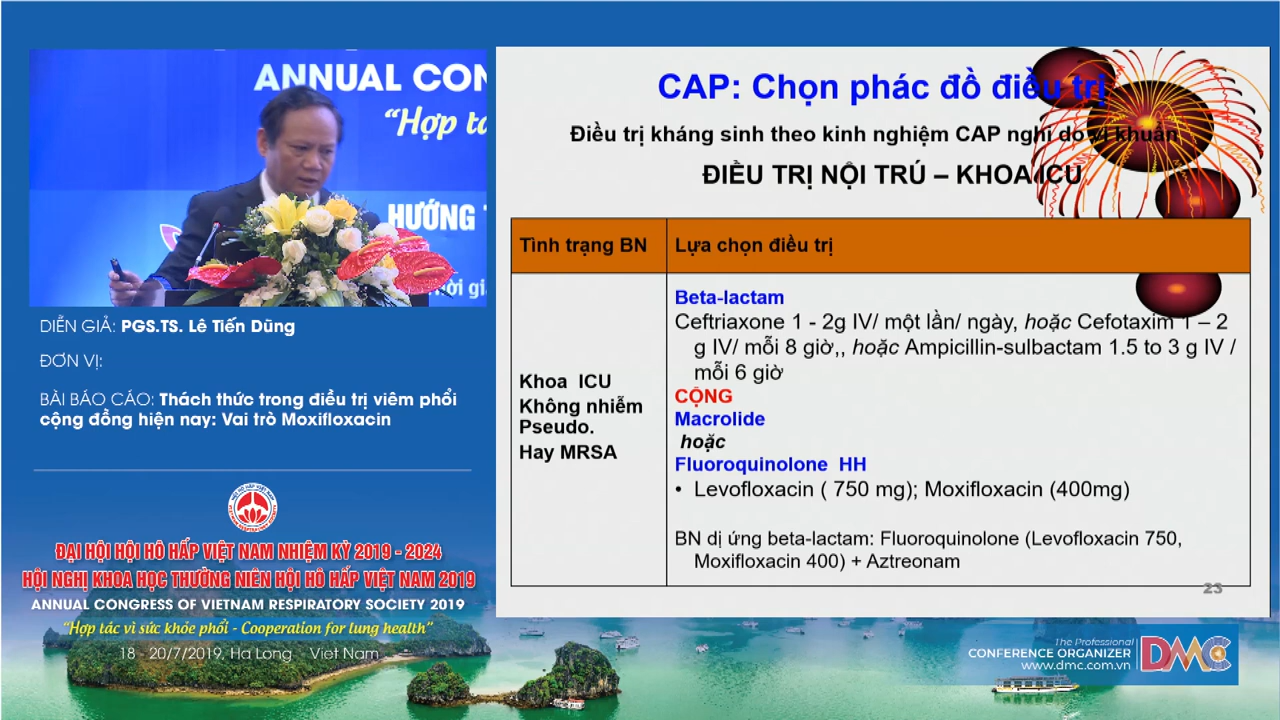 ANNUAL CON
“Hợp tá
HƯỚNG
DIỄN GIẢ: PGS.TS. Lê Tiến Dũng
ĐƠN VỊ:
BÀI BÁO CÁO: Thách thức trong điều trị viêm phổi
cộng đồng hiện nay: Vai trò Moxifloxacin
ĐẠI HỘI HỘI HÔ HẤP VIỆT NAM NHIỆM KỲ 2019 - 2024
HỘI NGHỊ KHOA HỌC THƯỜNG NIÊN HỘI HÔ HẤP VIỆT NAM 2019
ANNUAL CONGRESS OF VIETNAM RESPIRATORY SOCIETY 2019
“Hợp tác vì sức khỏe phổi - Cooperation for lung health”
18 - 20/7/2019, Ha Long Viet Nam
CAP: Chọn phác đồ điều trị
Điều trị kháng sinh theo kinh nghiệm CAP nghi do vi khuẩn
ĐIỀU TRỊ NỘI TRÚ – KHOA ICU
Tình trạng BN
Lựa chọn điều trị
Khoa ICU
Không nhiễm
Pseudo.
Hay MRSA
Beta-lactam
Ceftriaxone 1 - 2g IV/ một lần/ ngày, hoặc Cefotaxim 1 – 2
g IV/ mỗi 8 giờ,, hoặc Ampicillin-sulbactam 1.5 to 3 g IV /
mỗi 6 giờ
CỘNG
Macrolide
hoặc
Fluoroquinolone HH
• Levofloxacin ( 750 mg); Moxifloxacin (400mg)
BN dị ứng beta-lactam: Fluoroquinolone (Levofloxacin 750,
Moxifloxacin 400) + Aztreonam
23
The Professional
CONFERENCE ORGANIZER
www.dmc.com.vn
DMC